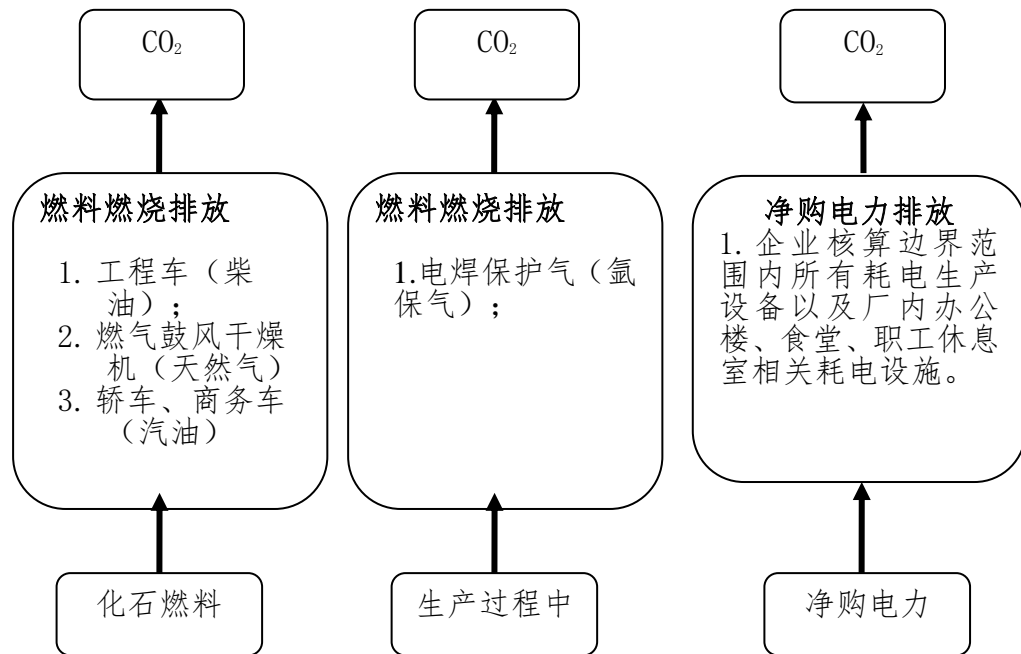 CO₂
CO₂
CO₂
燃料燃烧排放
1. 工程车（柴
油）；
2. 燃气鼓风干燥
机（天然气）
3. 轿车、商务车
（汽油）
燃料燃烧排放
1.电焊保护气（氩
保气）；
净购电力排放
1. 企业核算边界范
围内所有耗电生产
设备以及厂内办公
楼、食堂、职工休息
室相关耗电设施。
化石燃料
生产过程中
净购电力